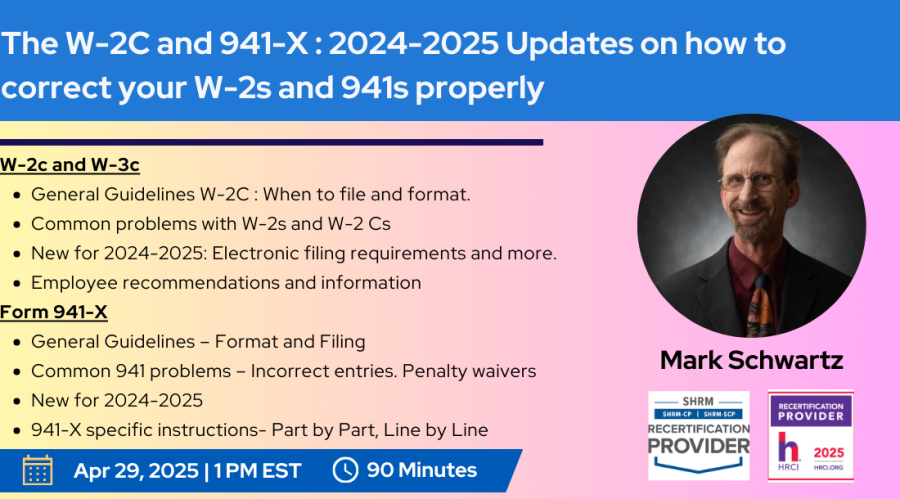 The W-2C and 941-X : 2024-2025 Updates on how to
correct your W-2s and 941s properly
W-2c and W-3c
General Guidelines W-2C : When to file and format.
Common problems with W-2s and W-2 Cs
New for 2024-2025: Electronic filing requirements and more.
Employee recommendations and information
Form 941-X
General Guidelines – Format and Filing
Common 941 problems – Incorrect entries. Penalty waivers
New for 2024-2025
941-X specific instructions- Part by Part, Line by Line
Apr 29, 2025 | 1 PM EST
90 Minutes
Mark Schwartz
SHRM
SHRM-CP | SHRM-SCP
RECERTIFICATION
PROVIDER
RECERTIFICATION
PROVIDER
h
HRCI
2025
HRCI.ORG